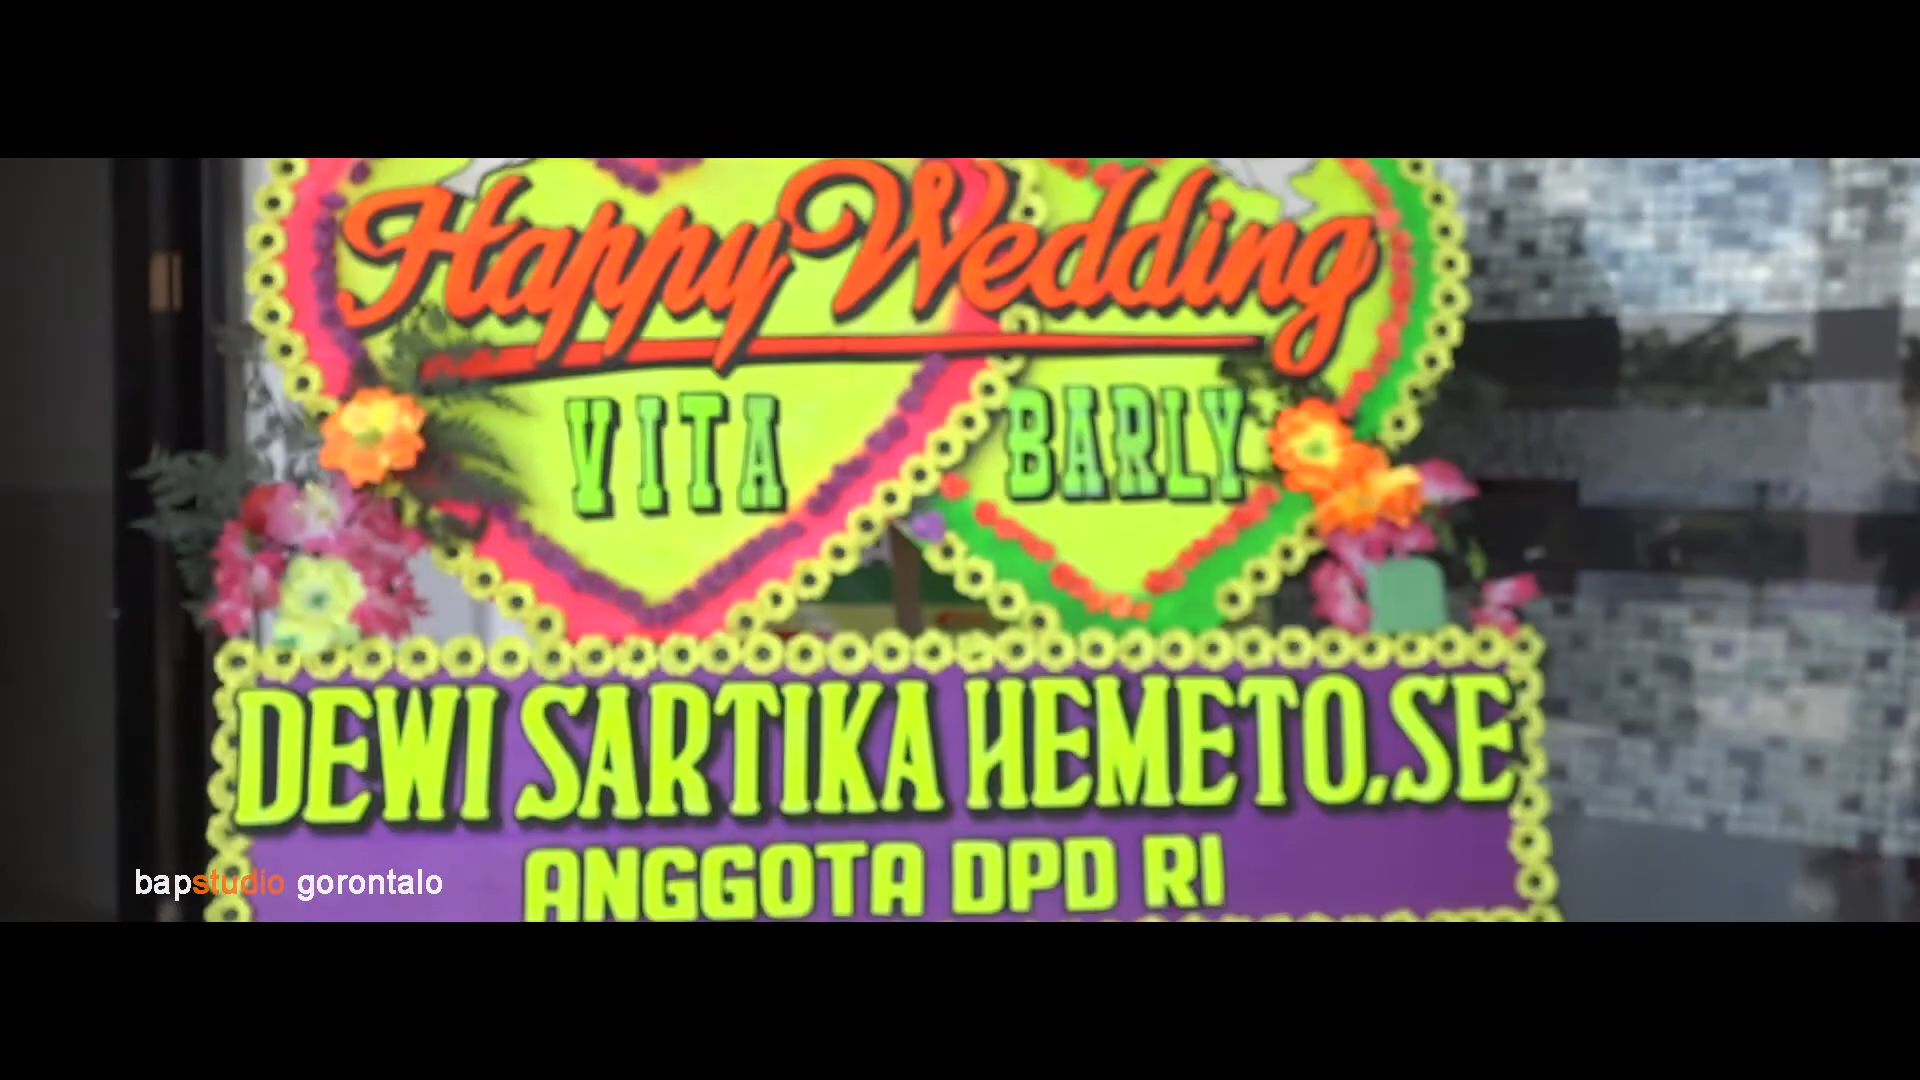 Happy Wedding
VITA BARLY
DEWI SARTIKA HEMETO,SE
ANGGOTA DPD RI
bapstudio gorontalo